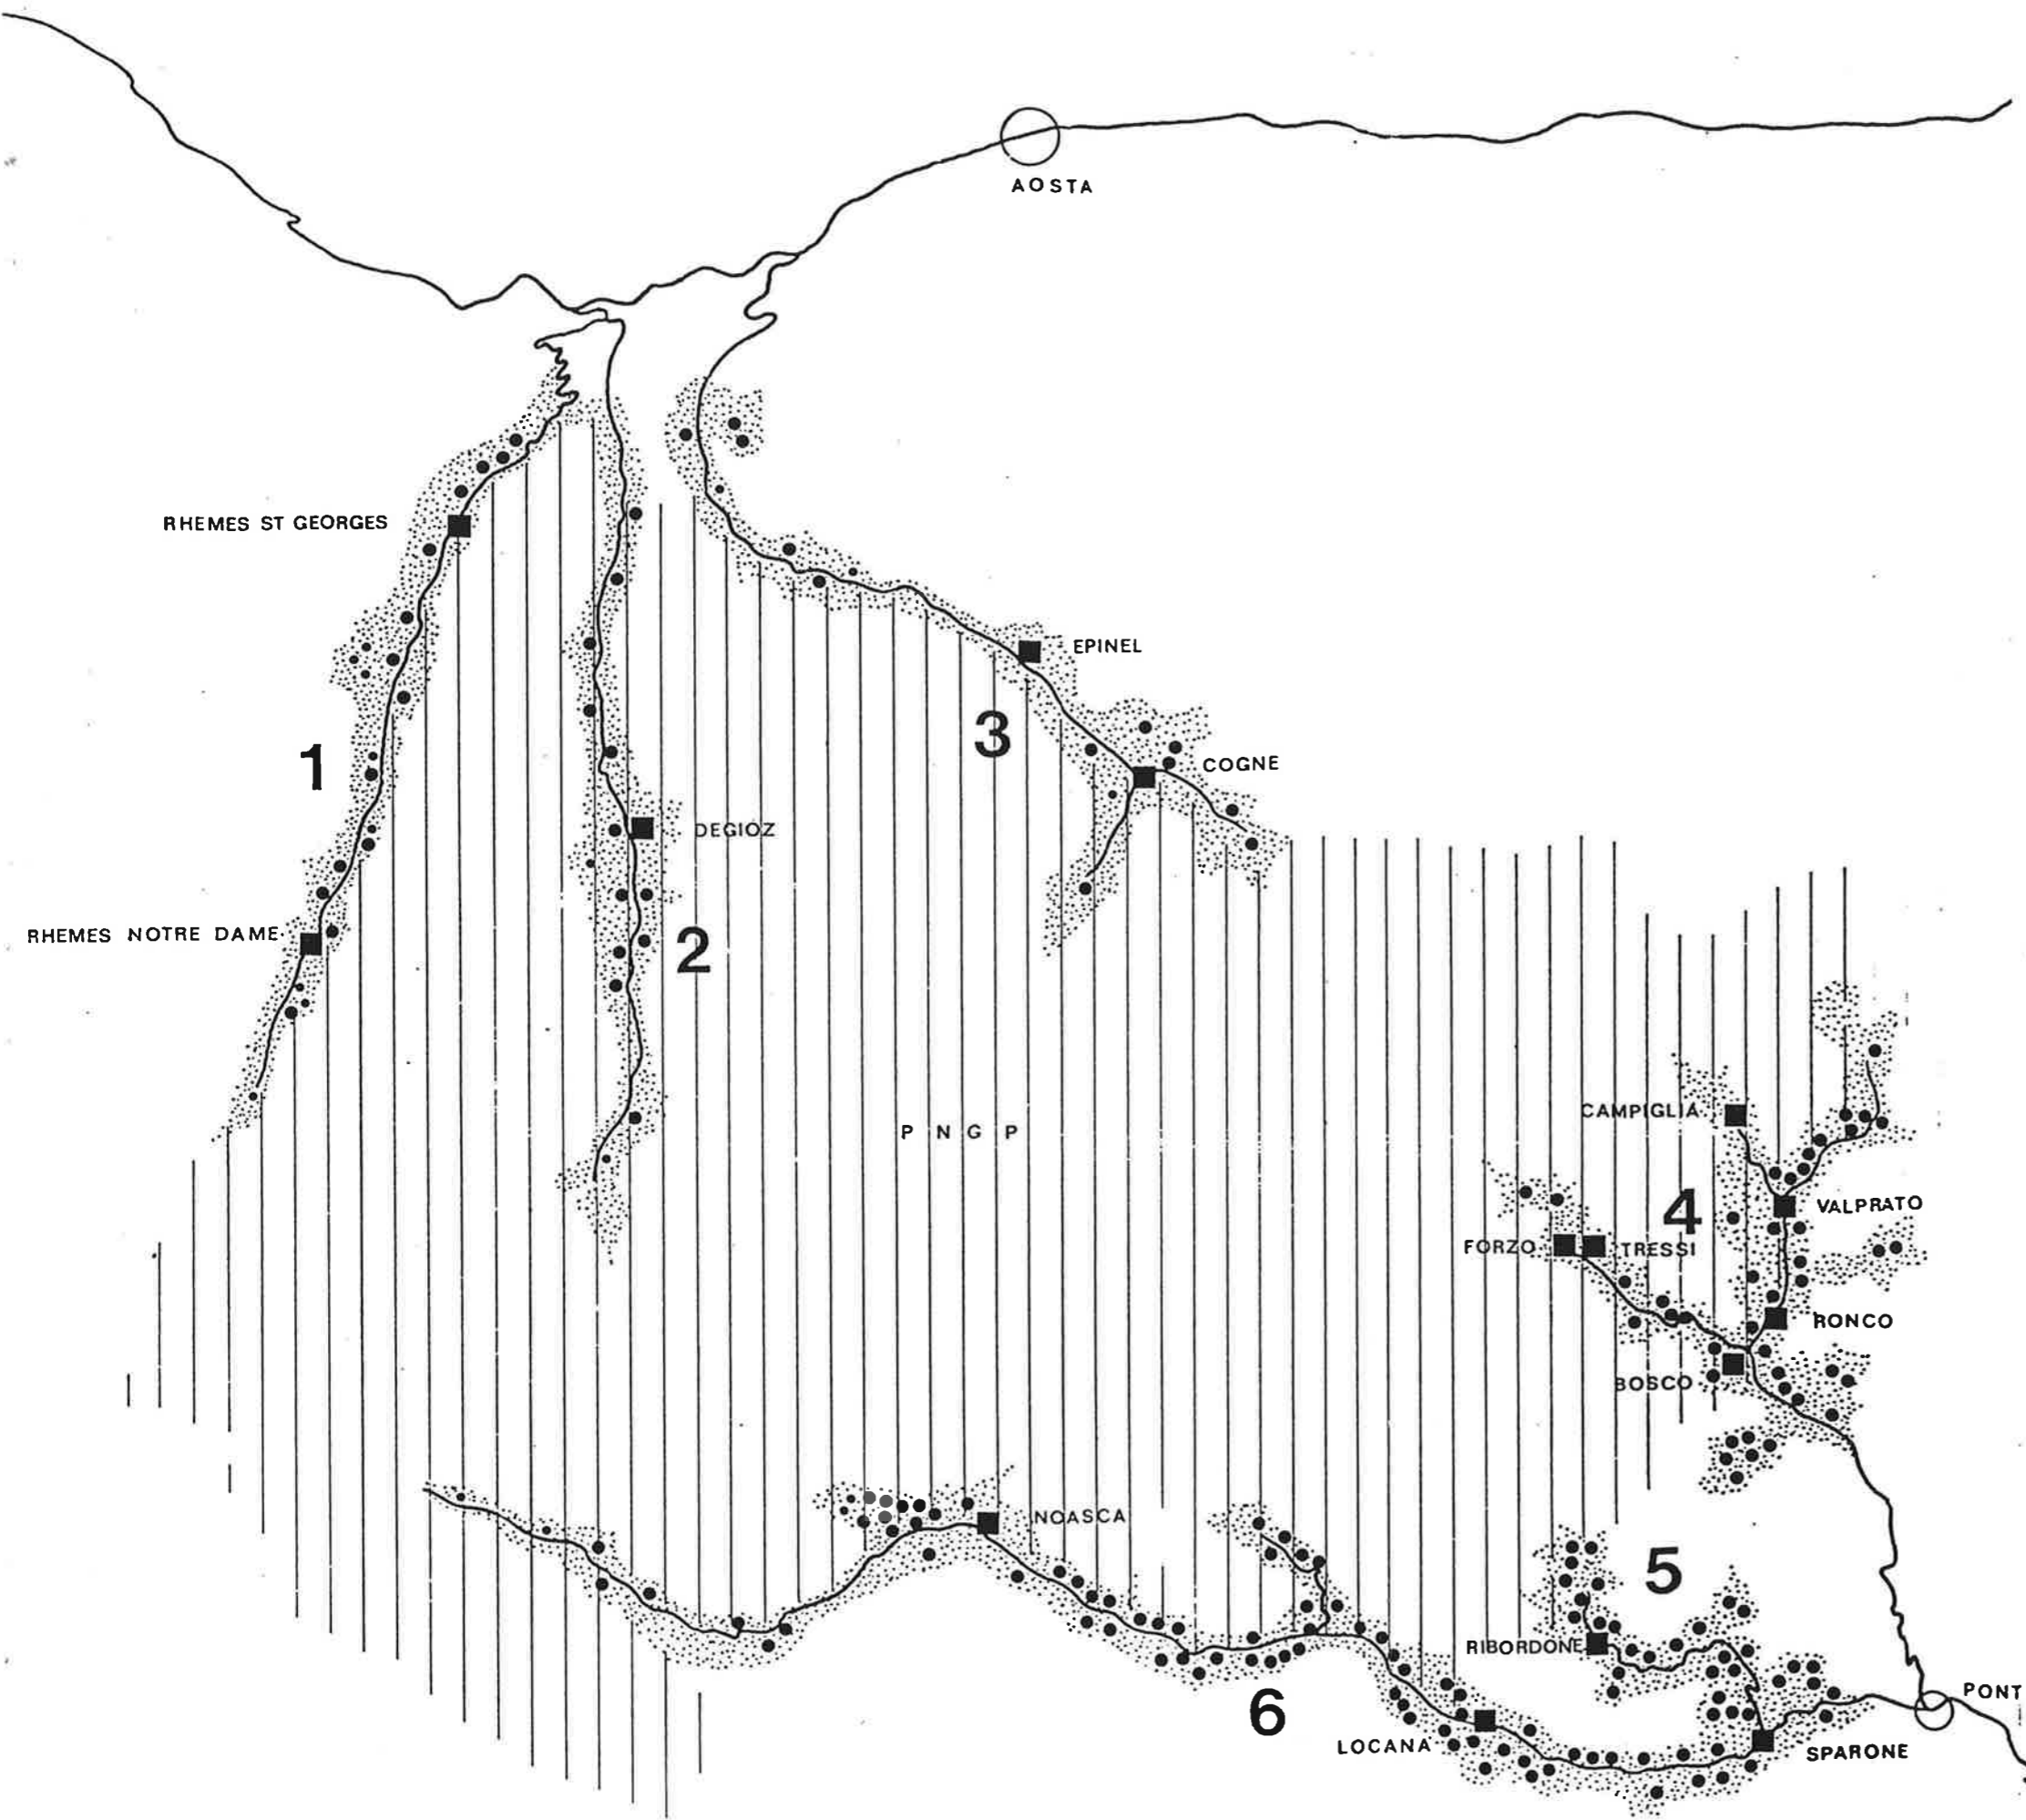 AOSTA
RHEMES ST GEORGES
EPINEL
3
1
COGNE
DEGIOZ
RHEMES NOTRE DAME
2
CAMPIGLIA
P N G P
4
VALPRATO
FORZO
TRESSI
RONCO
BOSCO
NOASCA
5
RIBORDONE
6
PONT
LOCANA
SPARONE